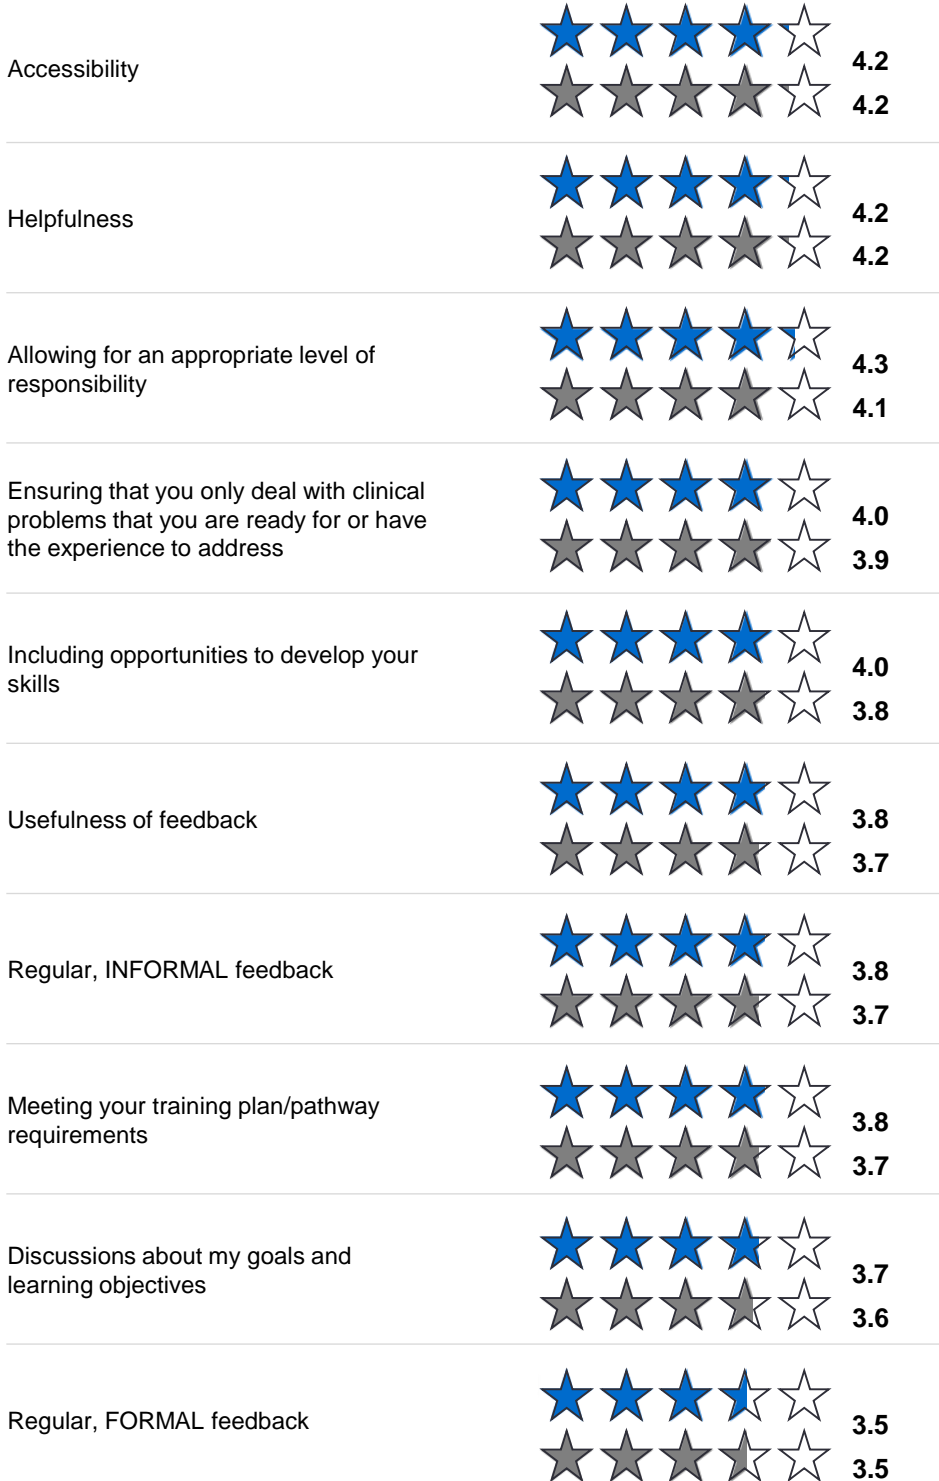 Accessibility
4.2
4.2
Helpfulness
4.2
4.2
Allowing for an appropriate level of
responsibility
4.3
4.1
Ensuring that you only deal with clinical
problems that you are ready for or have
the experience to address
4.0
3.9
Including opportunities to develop your
skills
4.0
3.8
Usefulness of feedback
3.8
3.7
Regular, INFORMAL feedback
3.8
3.7
Meeting your training plan/pathway
requirements
3.8
3.7
Discussions about my goals and
learning objectives
3.7
3.6
Regular, FORMAL feedback
3.5
3.5